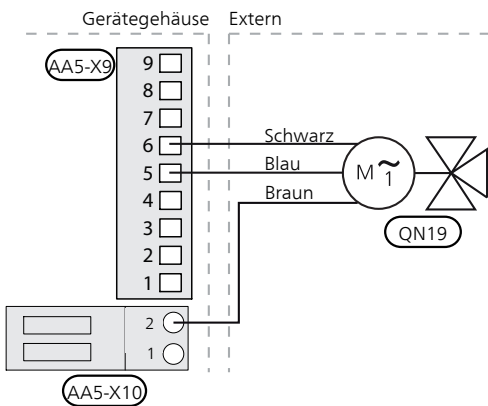 Gerätegehäuse Extern
AA5-X9
9
8
7
6
5
4
3
2
1
Schwarz
Blau
Braun
M ~ 1
QN19
2
1
AA5-X10